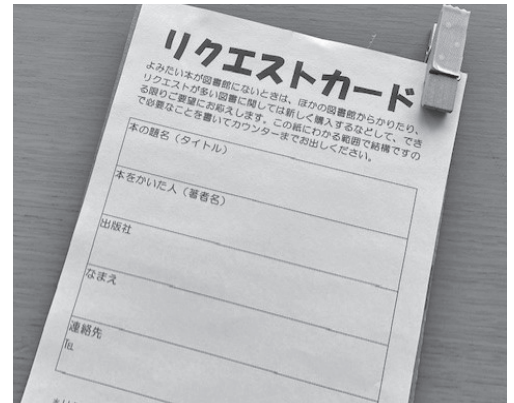 リクエストカード
よみたい本が図書館にないときは、ほかの図書館からかりたり、
リクエストが多い図書に関しては新しく購入するなどして、でき
る限りご要望にお応えします。この紙にわかる範囲で結構ですの
で必要なことを書いてカウンターまでお出しください。
本の題名（タイトル）
本をかいた人（著者名）
出版社
なまえ
連絡先
℡